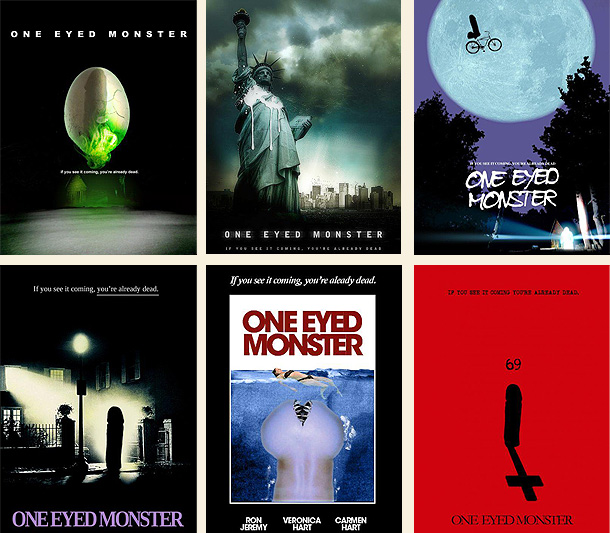 ONE EYED MONSTER
if you see it coming, you're already dead.
ONE EYED MONSTER
IF YOU SEE IT COMING, YOU'RE ALREADY DEAD
IF YOU SEE IT COMING, YOU'RE ALREADY DEAD
ONE EYED
MONSTER
If you see it coming, you're already dead.
ONE EYED MONSTER
If you see it coming, you're aleady dead.
ONE EYED
MONSTER
RON VERONICA CARMEN
JEREMY HART HART
IF YOU SEE IT COMING YOU'RE ALREADY DEAD.
69
ONE EYED MONSTER